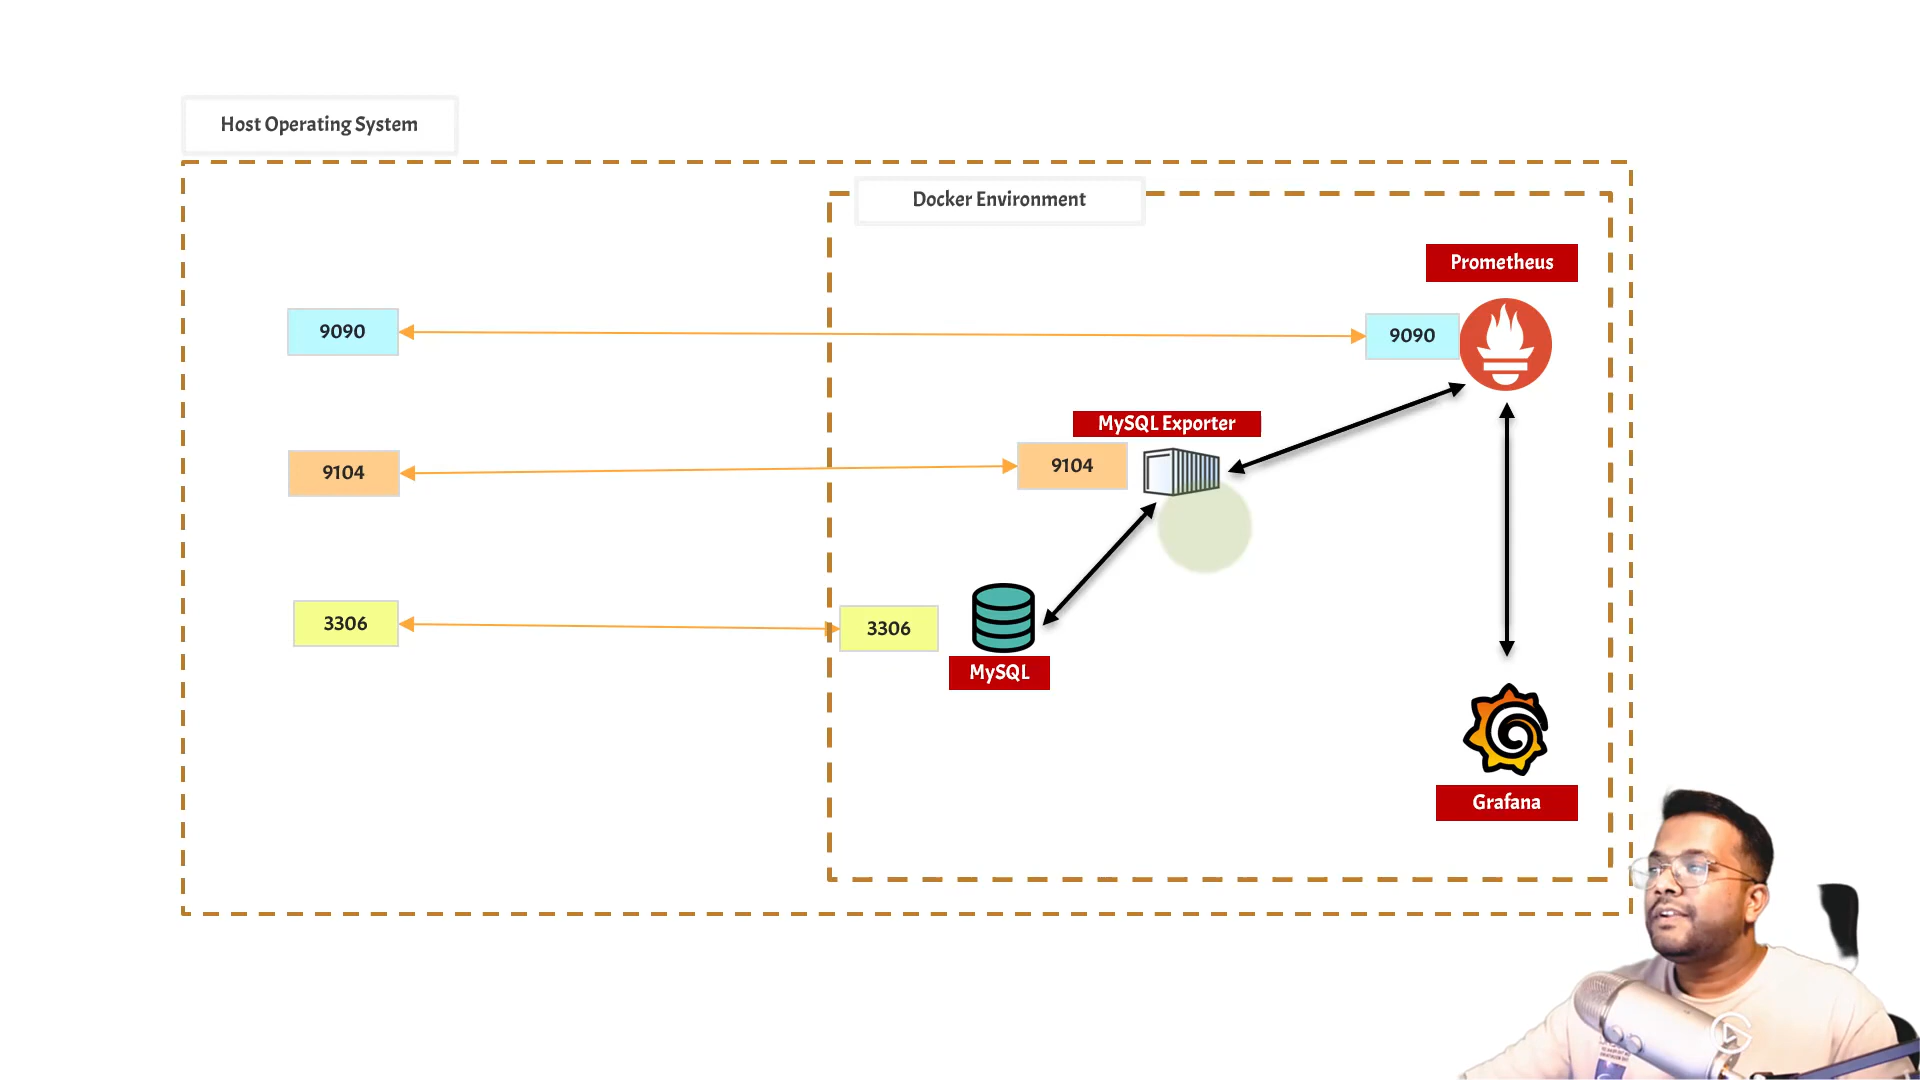 Host Operating System
Docker Environment
Prometheus
9090
9090
MySQL Exporter
9104
9104
3306
3306
MySQL
Grafana